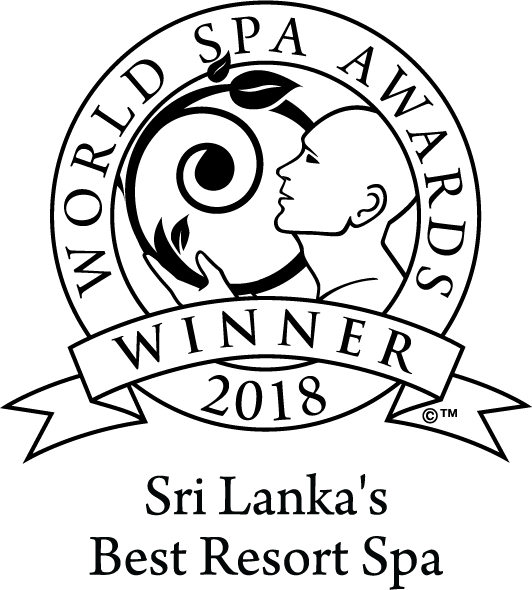 WORLD SPA AWARDS
WINNER
2018
©™
Sri Lanka's
Best Resort Spa